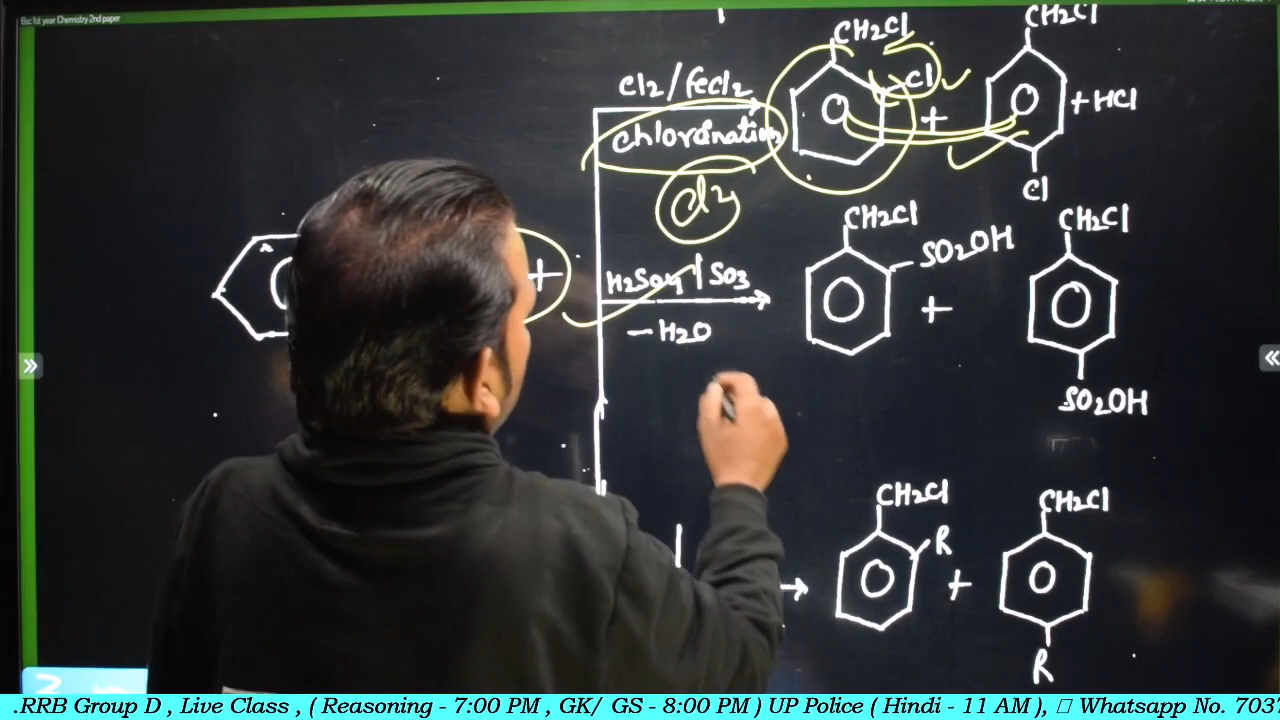 Bsc 1st year Chemistry 2nd paper
CH2Cl
CH2Cl
Cl2/fecl2
Cl
+
+HCl
chlorination
Cl
Cl2
CH2Cl
CH2Cl
SO2OH
+
H2So4 | SO3
+
-H2O
SO2OH
CH2Cl
CH2Cl
R
+
R
.RRB Group D , Live Class , ( Reasoning - 7:00 PM , GK/ GS - 8:00 PM ) UP Police ( Hindi - 11 AM ), Whatsapp No. 703